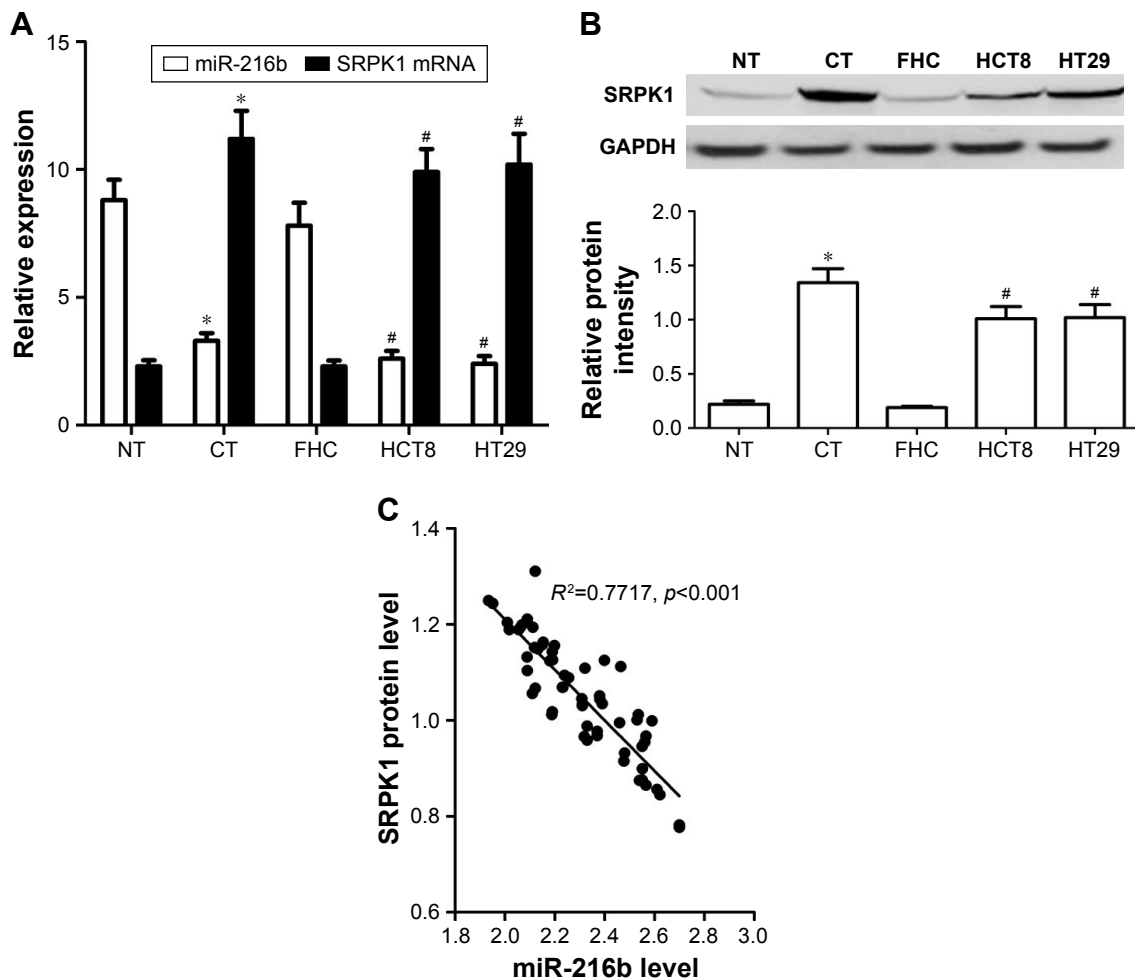 A
15
10
5
0
Relative expression
miR-216b SRPK1 mRNA
*
*
#
#
#
#
NT CT FHC HCT8 HT29
B
NT CT FHC HCT8 HT29
SRPK1
GAPDH
2.0
1.5
1.0
0.5
0.0
Relative protein
intensity
*
#
#
NT CT FHC HCT8 HT29
C
1.4
1.2
1.0
0.8
0.6
SRPK1 protein level
R²=0.7717, p<0.001
1.8 2.0 2.2 2.4 2.6 2.8 3.0
miR-216b level